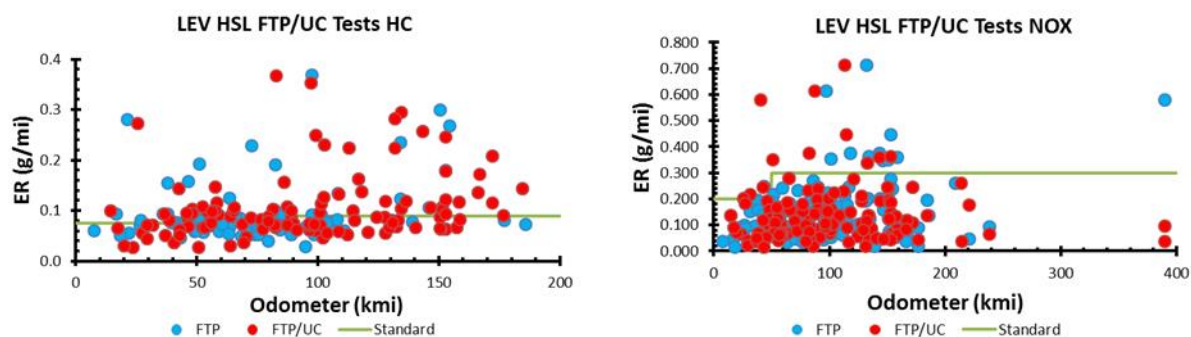 LEV HSL FTP/UC Tests HC
0.4
0.3
0.2
0.1
0.0
ER (g/mi)
0
50
100
150
200
Odometer (kmi)
FTP
FTP/UC
Standard
LEV HSL FTP/UC Tests NOX
0.800
0.700
0.600
0.500
0.400
0.300
0.200
0.100
0.000
ER (g/mi)
0
100
200
300
400
Odometer (kmi)
FTP
FTP/UC
Standard